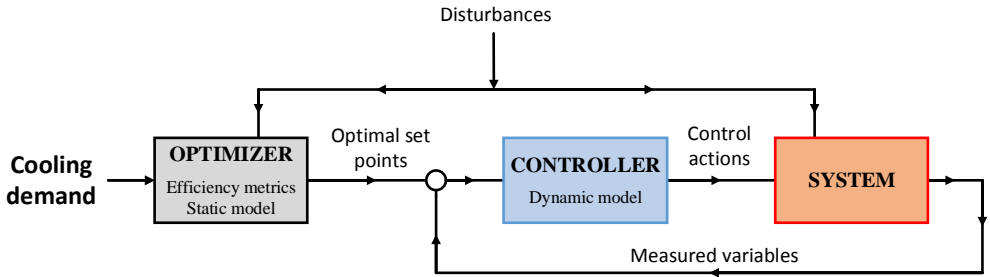 Disturbances
Cooling
demand
OPTIMIZER
Efficiency metrics
Static model
Optimal set
points
CONTROLLER
Dynamic model
Control
actions
SYSTEM
Measured variables